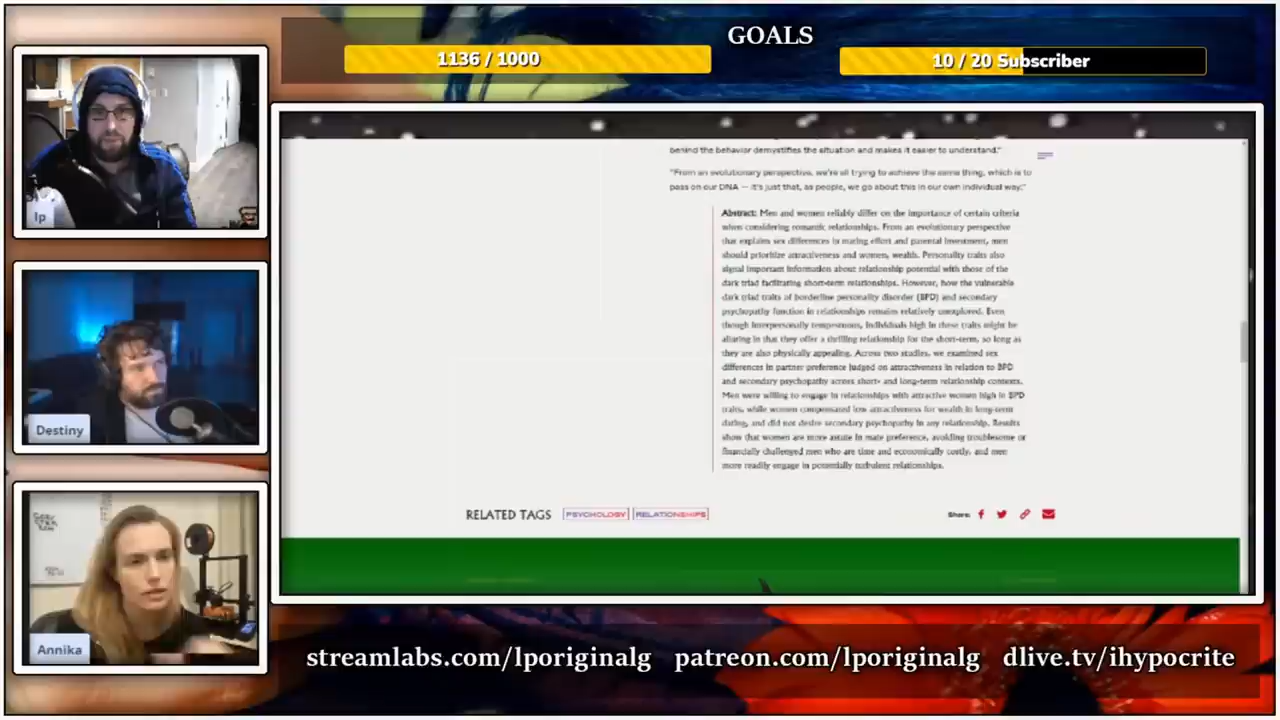 GOALS
1136 / 1000
10 / 20 Subscriber
lp
Destiny
Annika
behind the behavior demystifies the situation and makes it easier to understand."
"From an evolutionary perspective, we're all trying to achieve the same thing, which is to
pass on our DNA — it's just that, as people, we go about this in our own individual way."
Abstract: Men and women reliably differ on the importance of certain criteria
when considering romantic relationships. From an evolutionary perspective
that explains sex differences in mating effort and parental investment, men
should prioritize attractiveness and women, wealth. Personality traits also
signal important information about relationship potential with those of the
dark triad facilitating short-term relationships. However, how the vulnerable
dark triad traits of borderline personality disorder (BPD) and secondary
psychopathy function in relationships remains relatively unexplored. Even
though interpersonally tempestuous, individuals high in these traits might be
alluring in that they offer a thrilling relationship for the short-term, so long as
they are also physically appealing. Across two studies, we examined sex
differences in partner preference judged on attractiveness in relation to BPD
and secondary psychopathy across short- and long-term relationship contexts.
Men were willing to engage in relationships with attractive women high in BPD
traits, while women compensated low attractiveness for wealth in long-term
dating, and did not desire secondary psychopathy in any relationship. Results
show that women are more astute in mate preference, avoiding troublesome or
financially challenged men who are time and economically costly, and men
more readily engage in potentially turbulent relationships.
RELATED TAGS PSYCHOLOGY RELATIONSHIPS Share:
streamlabs.com/lporiginalg patreon.com/lporiginalg dlive.tv/ihypocrite